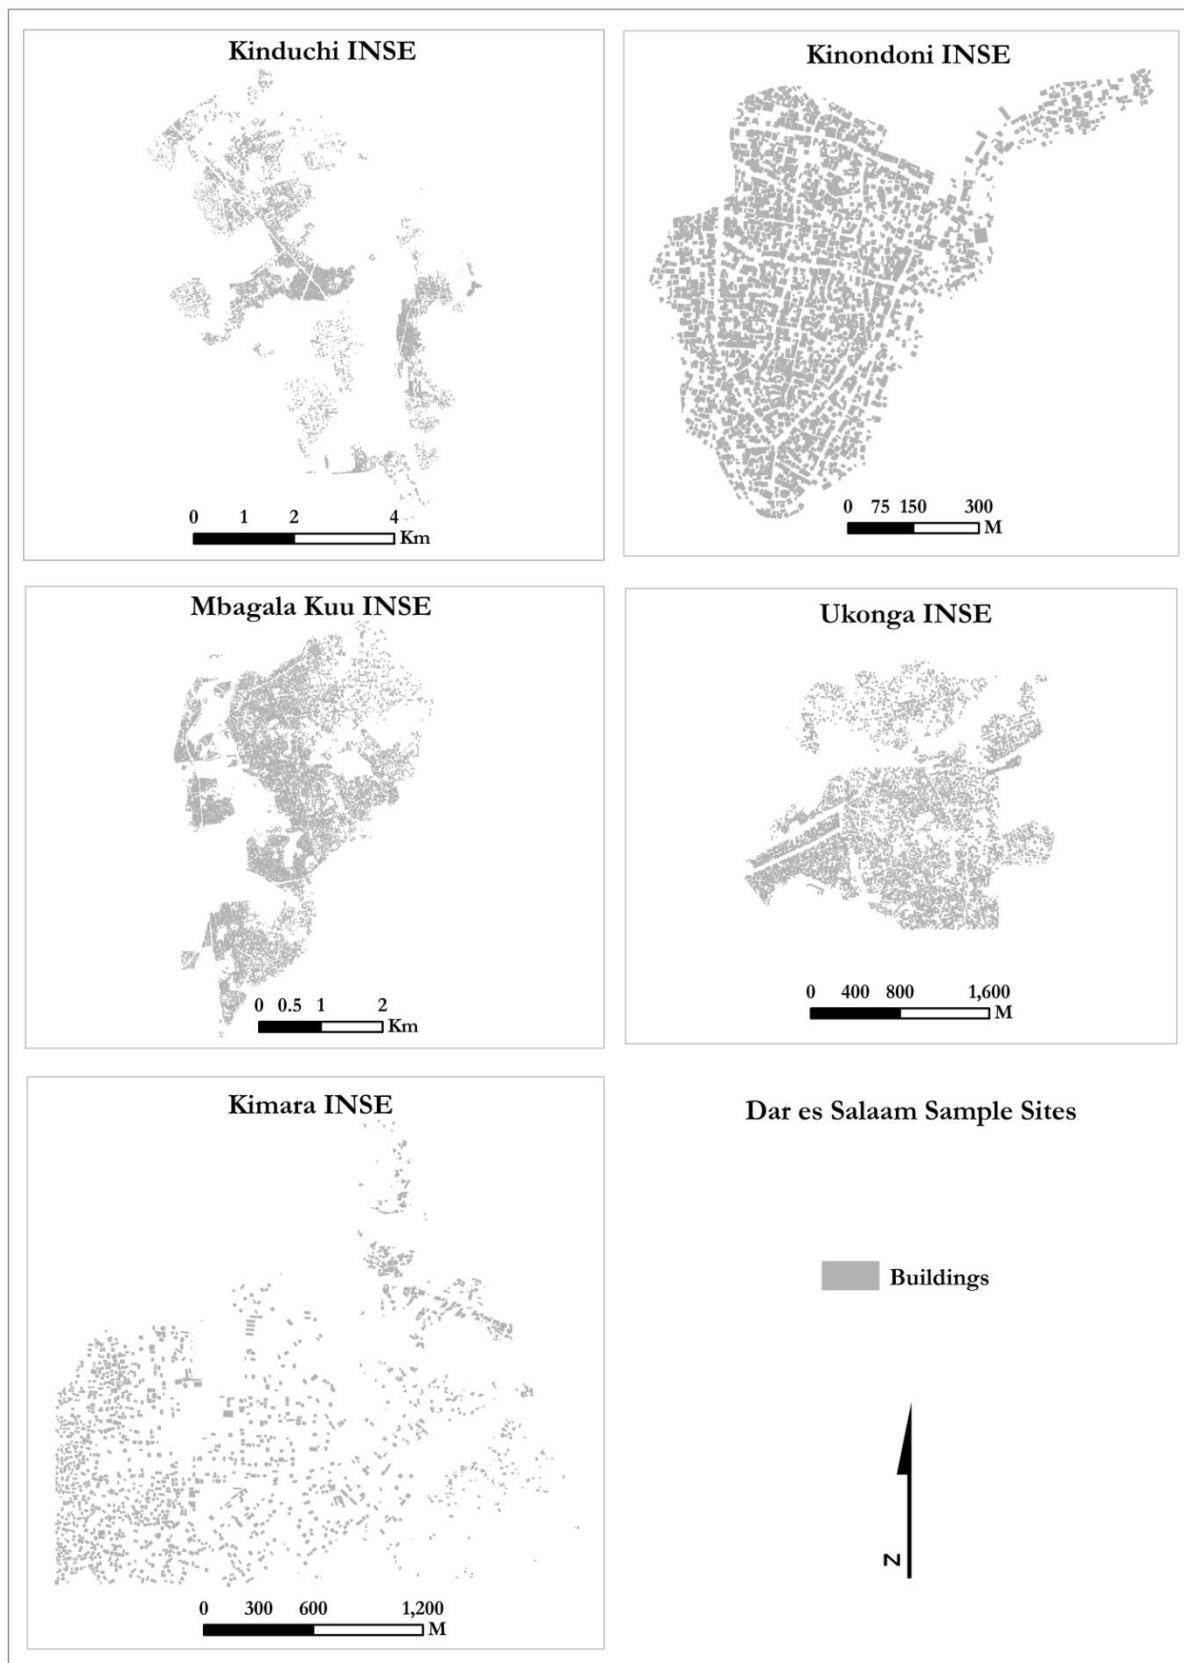 Kinduchi INSE
0 1 2 4
Km
Kinondoni INSE
0 75 150 300
M
Mbagala Kuu INSE
0 0.5 1 2
Km
Ukonga INSE
0 400 800 1,600
M
Kimara INSE
0 300 600 1,200
M
Dar es Salaam Sample Sites
Buildings
N